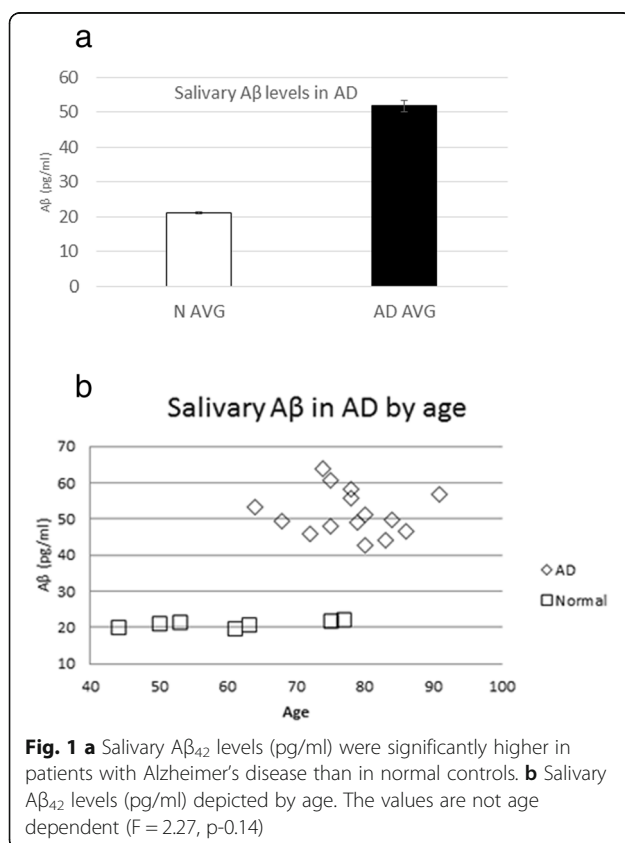 a
60
50
40
30
20
10
0
Aβ (pg/ml)
Salivary Aβ levels in AD
N AVG
AD AVG
b
Salivary Aβ in AD by age
70
60
50
40
30
20
10
Aβ (pg/ml)
40 50 60 70 80 90 100
Age
AD
Normal
Fig. 1 a Salivary Aβ42 levels (pg/ml) were significantly higher in
patients with Alzheimer's disease than in normal controls. b Salivary
Aβ42 levels (pg/ml) depicted by age. The values are not age
dependent (F = 2.27, p-0.14)